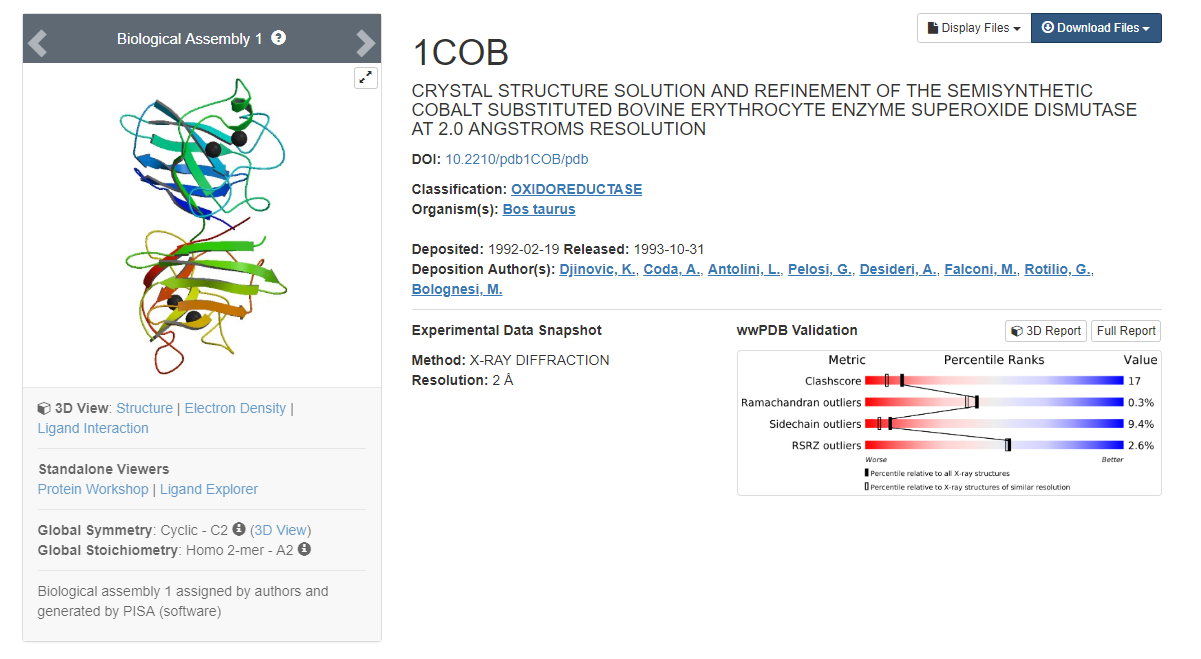 Biological Assembly 1 ?
3D View: Structure | Electron Density |
Ligand Interaction
Standalone Viewers
Protein Workshop | Ligand Explorer
Global Symmetry: Cyclic - C2 i (3D View)
Global Stoichiometry: Homo 2-mer - A2 i
Biological assembly 1 assigned by authors and
generated by PISA (software)
Display Files Download Files
1COB
CRYSTAL STRUCTURE SOLUTION AND REFINEMENT OF THE SEMISYNTHETIC
COBALT SUBSTITUTED BOVINE ERYTHROCYTE ENZYME SUPEROXIDE DISMUTASE
AT 2.0 ANGSTROMS RESOLUTION
DOI: 10.2210/pdb1COB/pdb
Classification: OXIDOREDUCTASE
Organism(s): Bos taurus
Deposited: 1992-02-19 Released: 1993-10-31
Deposition Author(s): Djinovic, K., Coda, A., Antolini, L., Pelosi, G., Desideri, A., Falconi, M., Rotilio, G.,
Bolognesi, M.
Experimental Data Snapshot
Method: X-RAY DIFFRACTION
Resolution: 2 Å
wwPDB Validation 3D Report Full Report
Metric Percentile Ranks Value
Clashscore 17
Ramachandran outliers 0.3%
Sidechain outliers 9.4%
RSRZ outliers 2.6%
Worse Better
Percentile relative to all X-ray structures
Percentile relative to X-ray structures of similar resolution